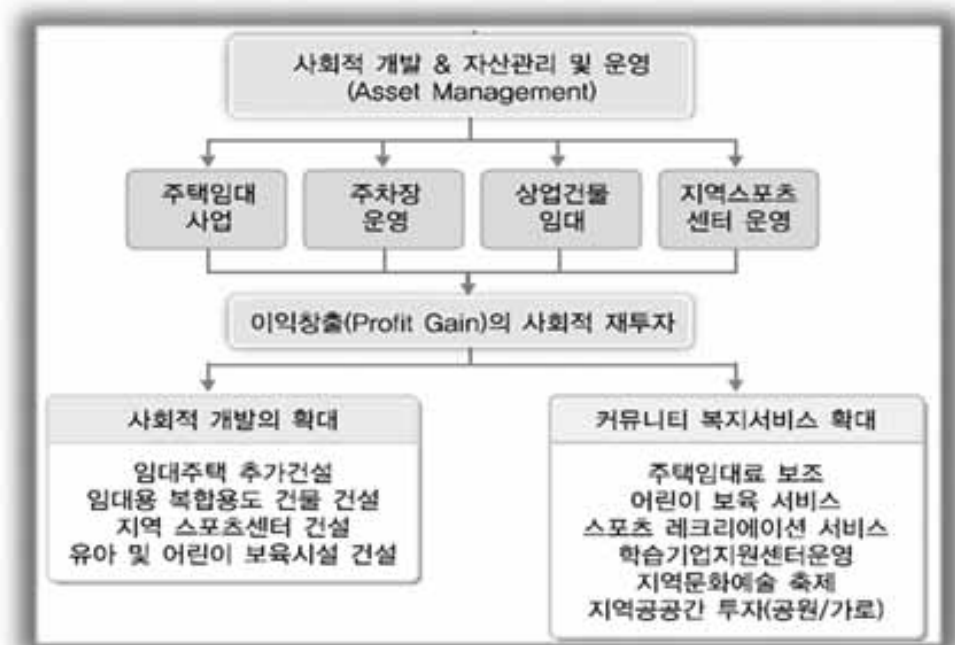 사회적 개발 & 자산관리 및 운영
(Asset Management)
주택임대
사업
주차장
운영
상업건물
임대
지역스포츠
센터 운영
이익창출(Profit Gain)의 사회적 재투자
사회적 개발의 확대
임대주택 추가건설
임대용 복합용도 건물 건설
지역 스포츠센터 건설
유아 및 어린이 보육시설 건설
커뮤니티 복지서비스 확대
주택임대료 보조
어린이 보육 서비스
스포츠 레크리에이션 서비스
학습기업지원센터운영
지역문화예술 축제
지역공공간 투자(공원/가로)